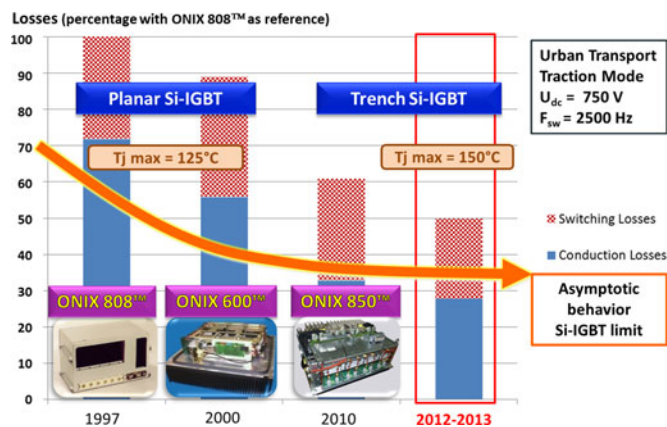 Losses (percentage with ONIX 808™ as reference)
100
90
80
70
60
50
40
30
20
10
0
Planar Si-IGBT
Trench Si-IGBT
Tj max = 125°C
Tj max = 150°C
ONIX 808™
ONIX 600™
ONIX 850™
1997
2000
2010
2012-2013
Urban Transport
Traction Mode
Udc = 750 V
Fsw = 2500 Hz
Switching Losses
Conduction Losses
Asymptotic
behavior
Si-IGBT limit